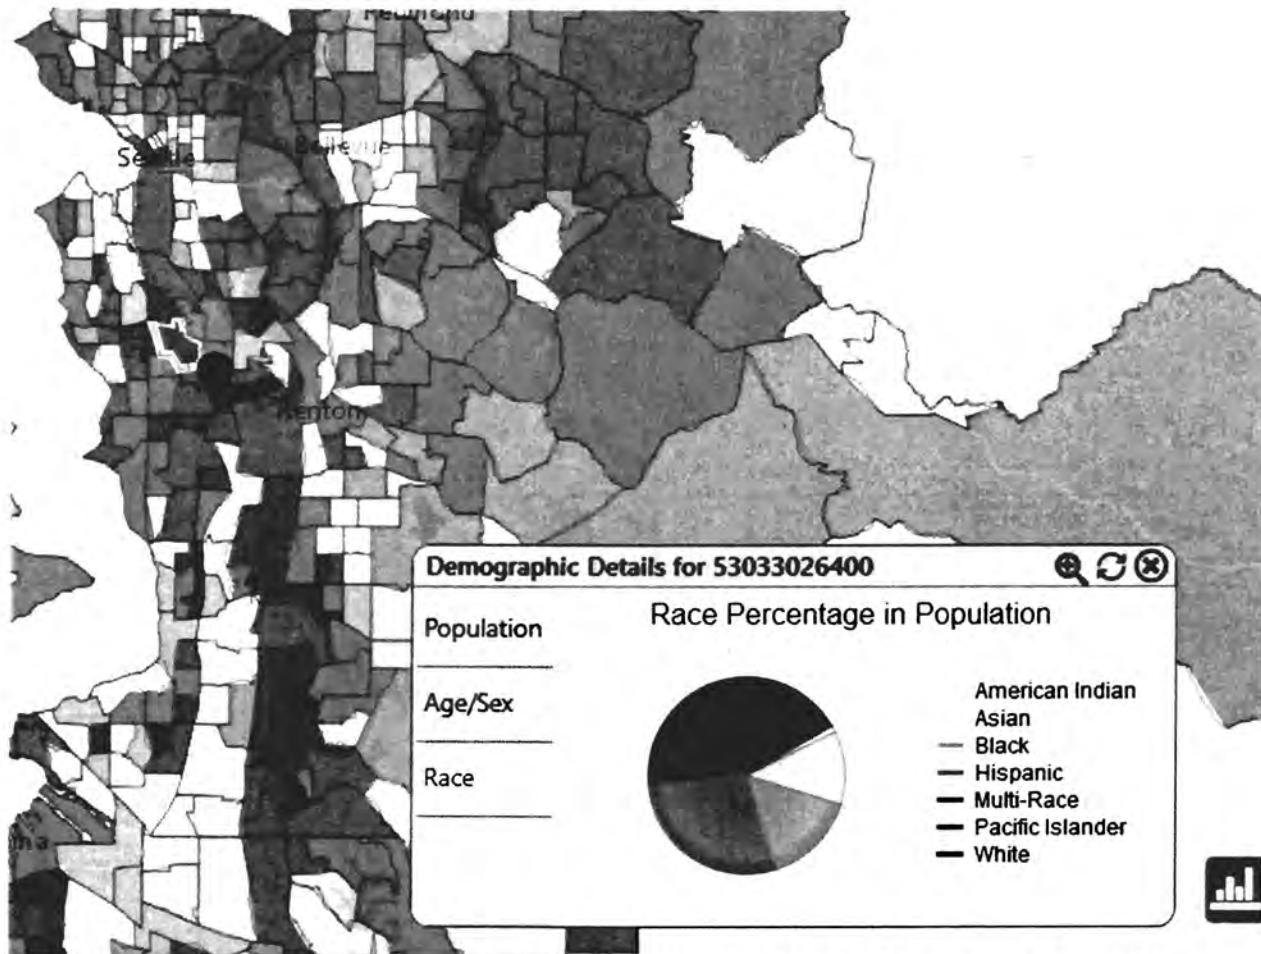 Redmond
Bellevue
Seattle
Renton
Demographic Details for 53033026400
Race Percentage in Population
Population
Age/Sex
Race
American Indian
Asian
Black
Hispanic
Multi-Race
Pacific Islander
White